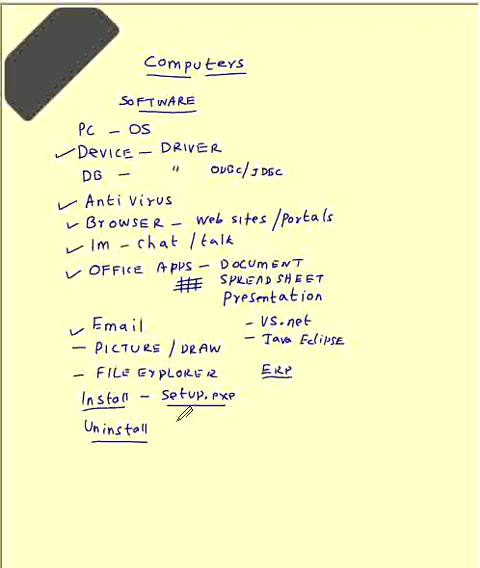 Computers
SOFTWARE
PC - OS
✓ DEVICE - DRIVER
DB - " ODBC/JDBC
✓ Anti Virus
✓ BROWSER - Web sites / Portals
✓ Im - chat / talk
✓ OFFICE APPS - DOCUMENT
SPREADSHEET
Presentation
✓ Email - VS.net
- PICTURE / DRAW - Java EclIPSE
- FILE EXPLORER ERP
Install - Setup.exe
Uninstall